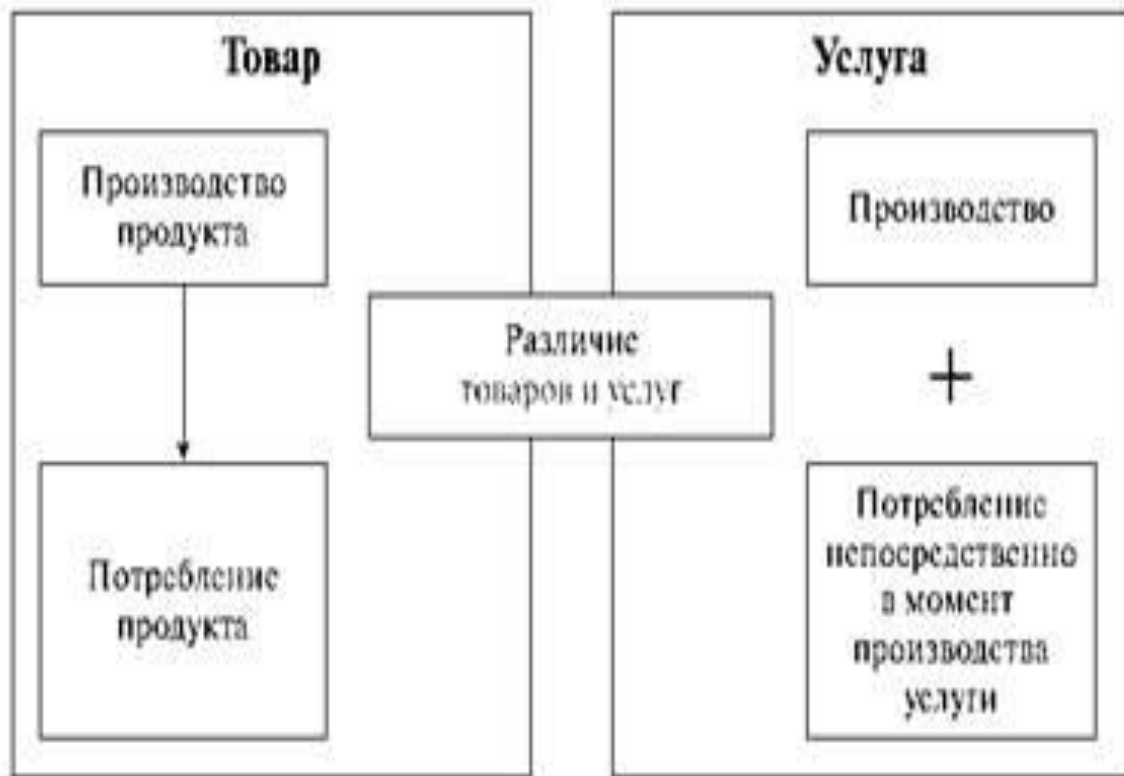 Товар
Производство
продукта
Потребление
продукта
Различие
товаров и услуг
Услуга
Производство
+
Потребление
непосредственно
в момент
производства
услуги